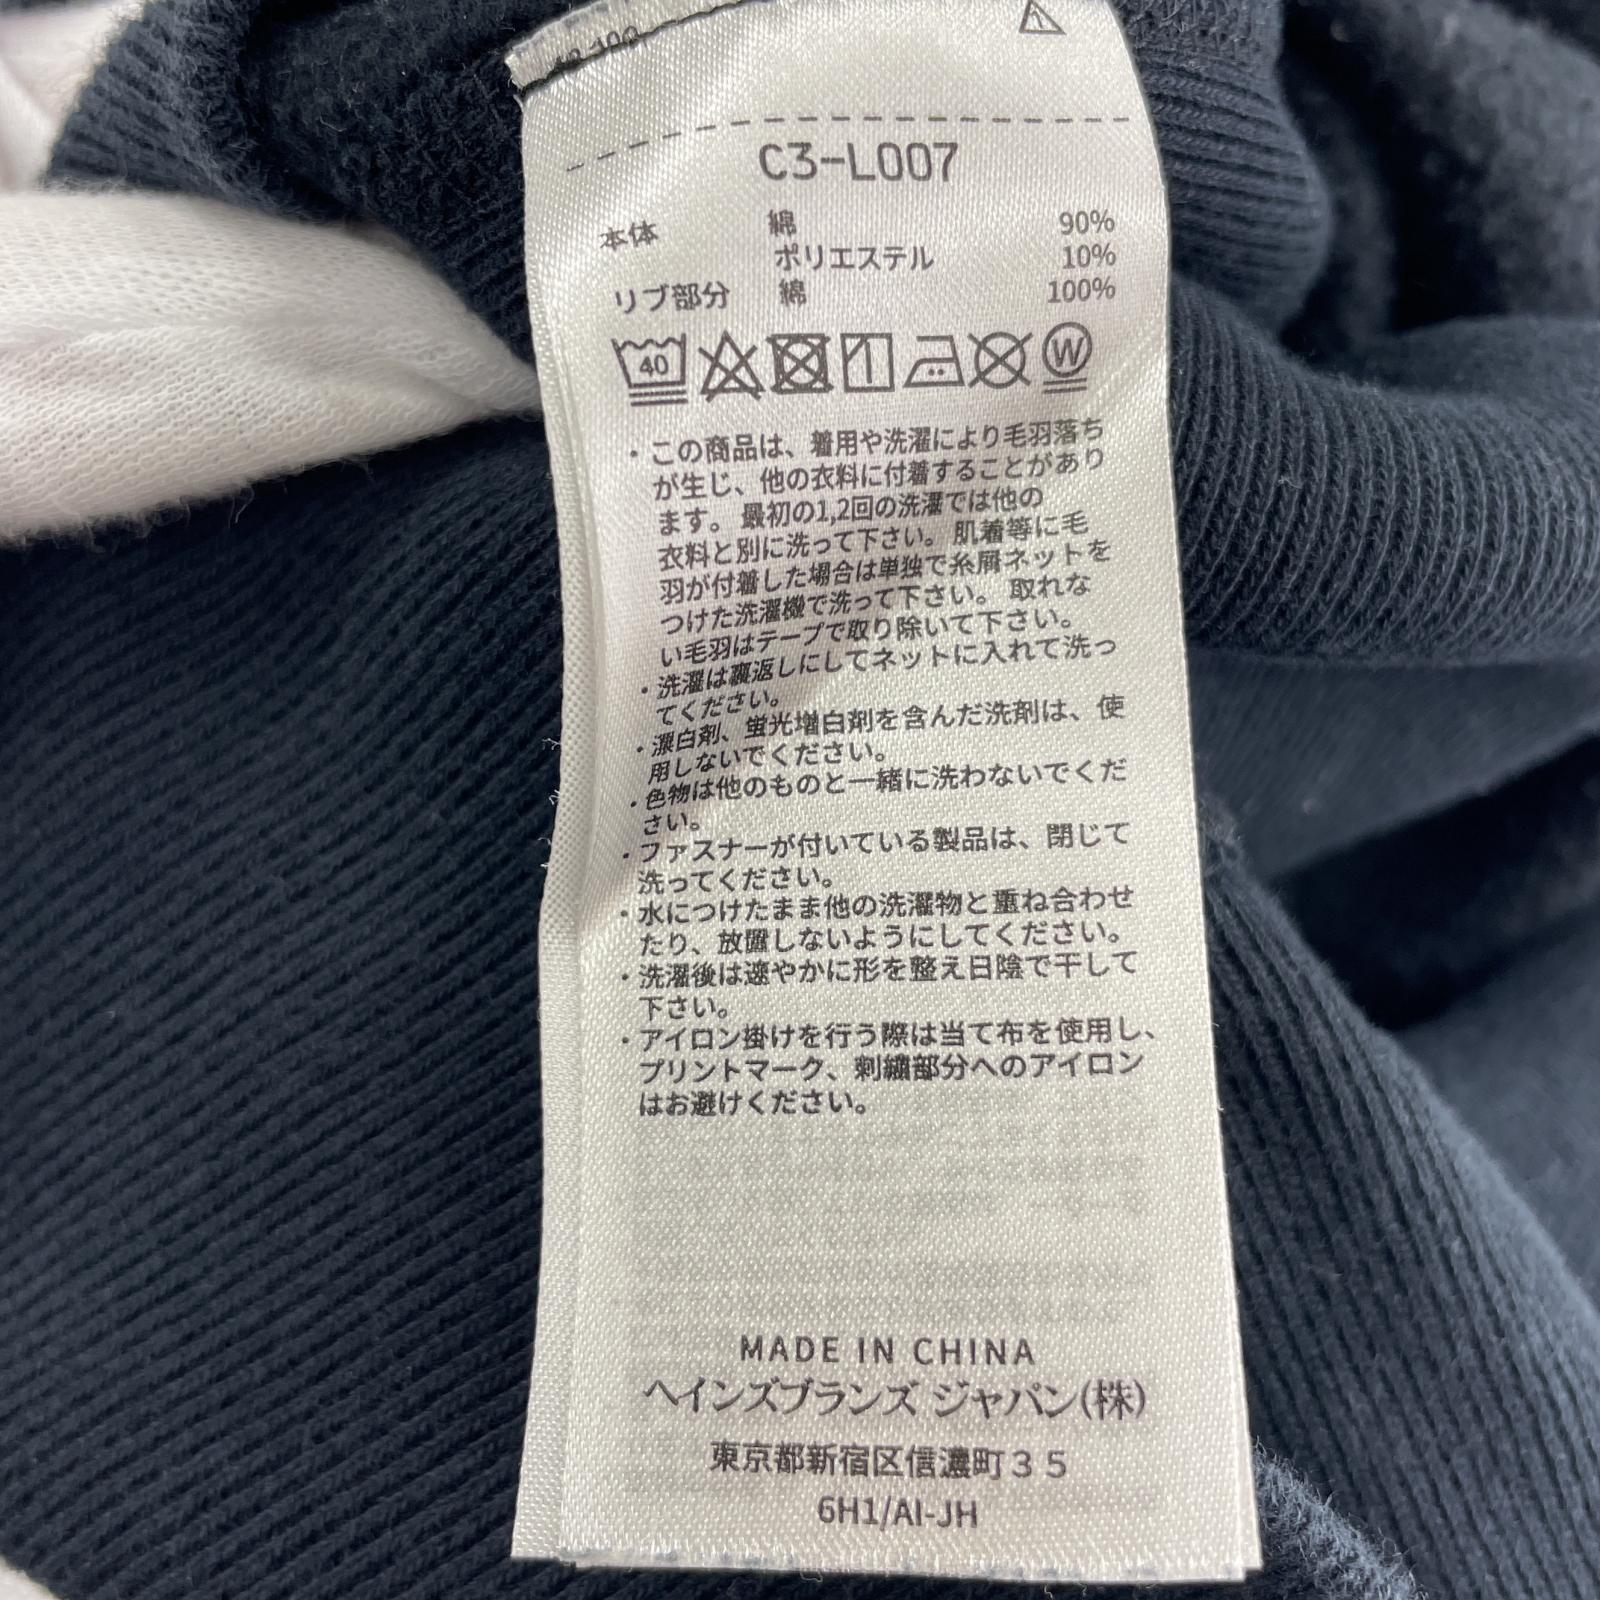 C3-L007
本体 綿 90%
ポリエステル 10%
リブ部分 綿 100%
40 W
・この商品は、着用や洗濯により毛羽落ち
が生じ、他の衣料に付着することがあり
ます。最初の1,2回の洗濯では他の
衣料と別に洗って下さい。肌着等に毛
羽が付着した場合は単独で糸屑ネットを
つけた洗濯機で洗って下さい。取れな
い毛羽はテープで取り除いて下さい。
・洗濯は裏返しにしてネットに入れて洗っ
てください。
・漂白剤、蛍光増白剤を含んだ洗剤は、使
用しないでください。
・色物は他のものと一緒に洗わないでくだ
さい。
・ファスナーが付いている製品は、閉じて
洗ってください。
・水につけたまま他の洗濯物と重ね合わせ
たり、放置しないようにしてください。
・洗濯後は速やかに形を整え日陰で干して
下さい。
・アイロン掛けを行う際は当て布を使用し、
プリントマーク、刺繍部分へのアイロン
はお避けください。
MADE IN CHINA
ヘインズブランズ ジャパン(株)
東京都新宿区信濃町35
6H1/AI-JH